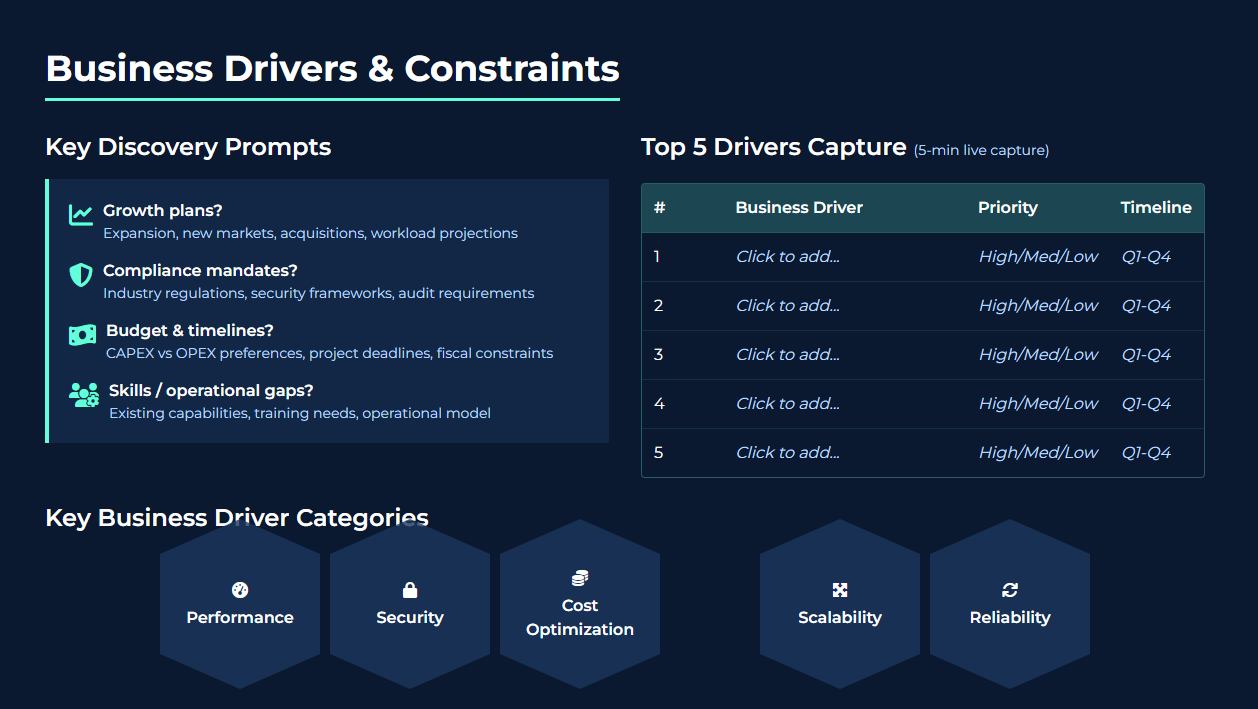 Business Drivers & Constraints
Key Discovery Prompts
Growth plans?
Expansion, new markets, acquisitions, workload projections
Compliance mandates?
Industry regulations, security frameworks, audit requirements
Budget & timelines?
CAPEX vs OPEX preferences, project deadlines, fiscal constraints
Skills / operational gaps?
Existing capabilities, training needs, operational model
Top 5 Drivers Capture (5-min live capture)
# Business Driver Priority Timeline
1 Click to add... High/Med/Low Q1-Q4
2 Click to add... High/Med/Low Q1-Q4
3 Click to add... High/Med/Low Q1-Q4
4 Click to add... High/Med/Low Q1-Q4
5 Click to add... High/Med/Low Q1-Q4
Key Business Driver Categories
Performance
Security
Cost
Optimization
Scalability
Reliability